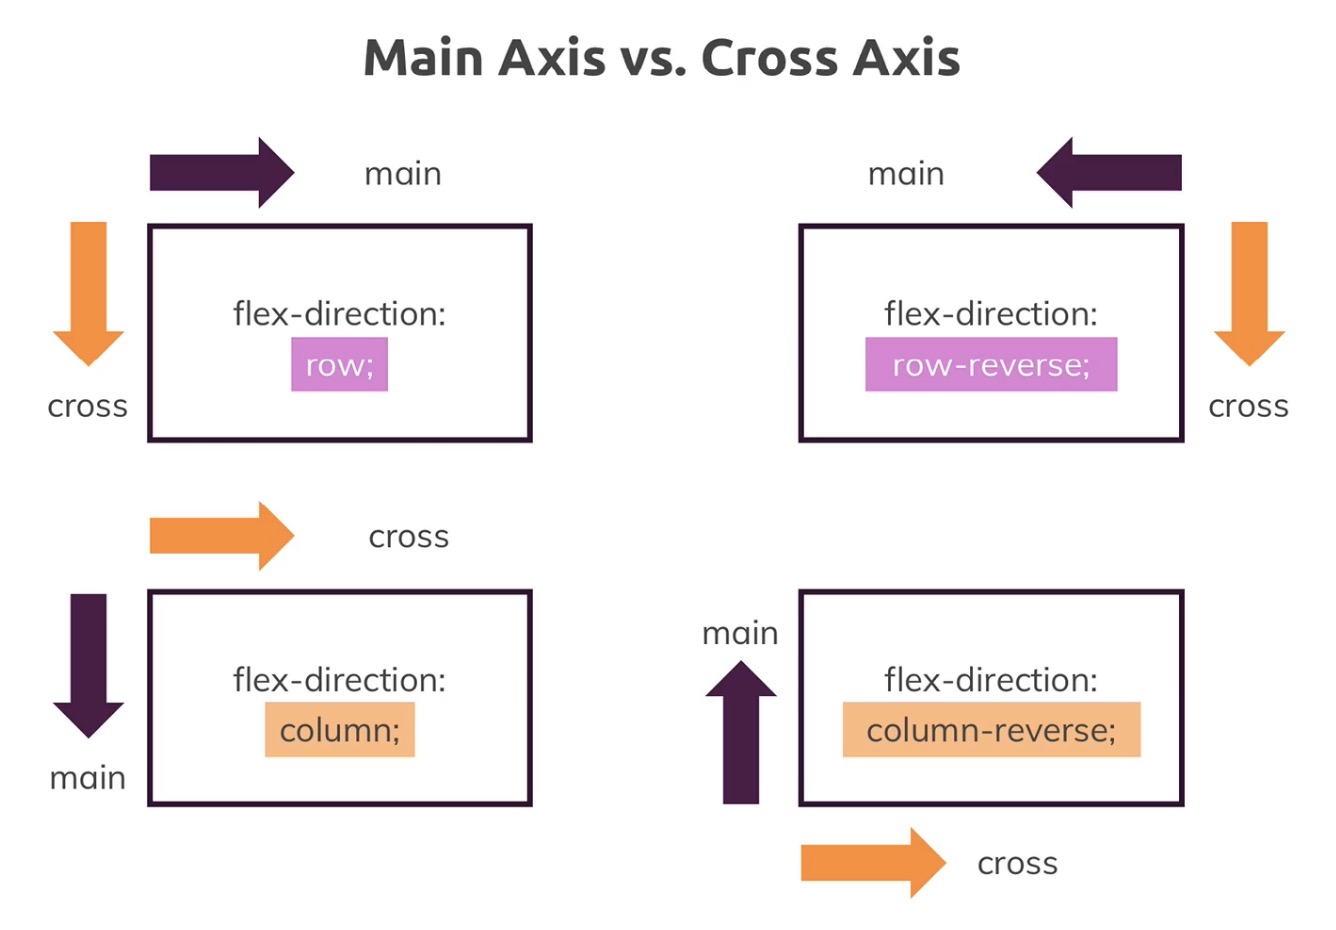 Main Axis vs. Cross Axis
main
cross
flex-direction:
row;
main
flex-direction:
row-reverse;
cross
cross
main
flex-direction:
column;
main
flex-direction:
column-reverse;
cross